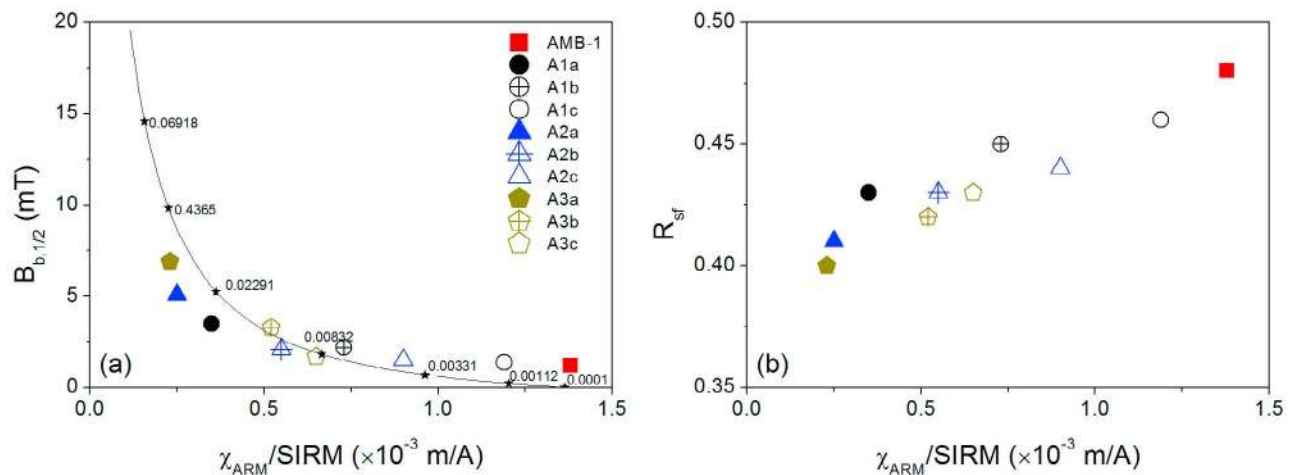 20
15
10
5
0
B_b.1/2 (mT)
0.06918
0.4365
0.02291
0.00832
0.00331
0.00112
0.0001
AMB-1
A1a
A1b
A1c
A2a
A2b
A2c
A3a
A3b
A3c
(a)
0.0 0.5 1.0 1.5
χ_ARM/SIRM (×10⁻³ m/A)
0.50
0.45
0.40
0.35
R_sf
(b)
0.0 0.5 1.0 1.5
χ_ARM/SIRM (×10⁻³ m/A)